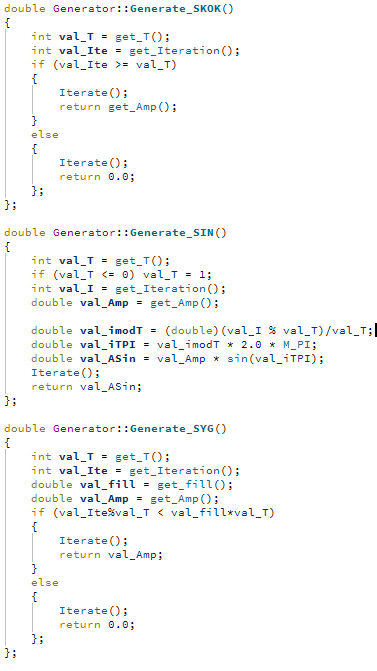 double Generator::Generate_SKOK()
{
    int val_T = get_T();
    int val_Ite = get_Iteration();
    if (val_Ite >= val_T)
    {
        Iterate();
        return get_Amp();
    }
    else
    {
        Iterate();
        return 0.0;
    };
};

double Generator::Generate_SIN()
{
    int val_T = get_T();
    if (val_T <= 0) val_T = 1;
    int val_I = get_Iteration();
    double val_Amp = get_Amp();

    double val_imodT = (double)(val_I % val_T)/val_T;
    double val_iTPI = val_imodT * 2.0 * M_PI;
    double val_ASin = val_Amp * sin(val_iTPI);
    Iterate();
    return val_ASin;
};

double Generator::Generate_SYG()
{
    int val_T = get_T();
    int val_Ite = get_Iteration();
    double val_fill = get_fill();
    double val_Amp = get_Amp();
    if (val_Ite%val_T < val_fill*val_T)
    {
        Iterate();
        return val_Amp;
    }
    else
    {
        Iterate();
        return 0.0;
    };
};